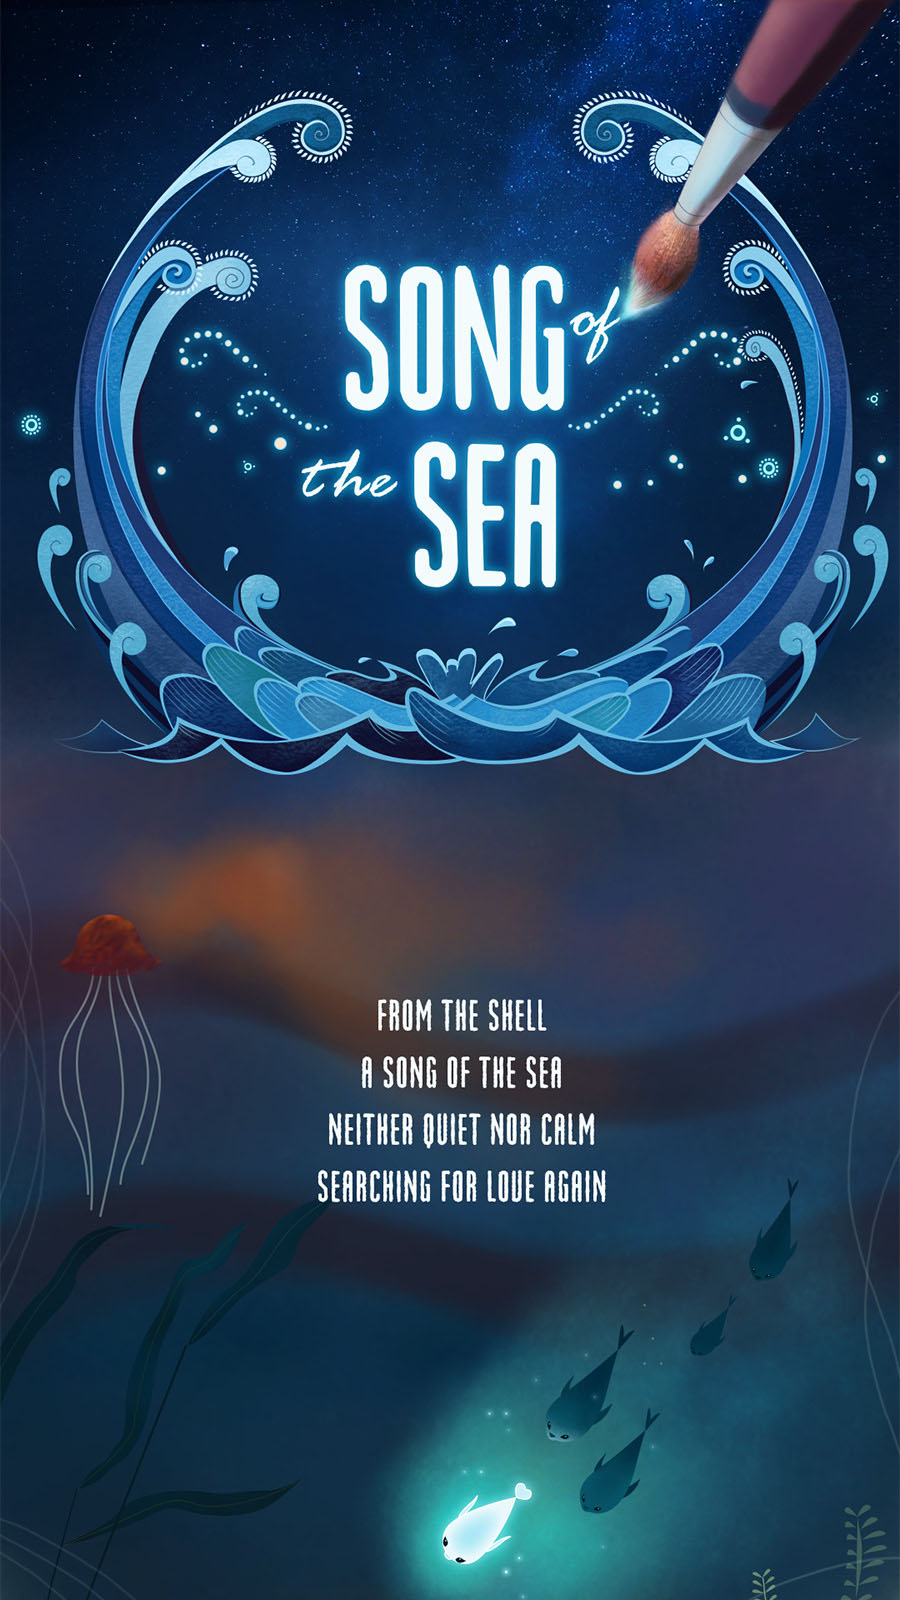 SONG of
the SEA
FROM THE SHELL
A SONG OF THE SEA
NEITHER QUIET NOR CALM
SEARCHING FOR LOVE AGAIN